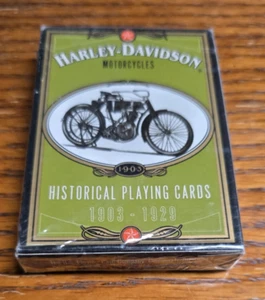 HARLEY-DAVIDSON
MOTORCYCLES
1903
HISTORICAL PLAYING CARDS
1903 - 1929